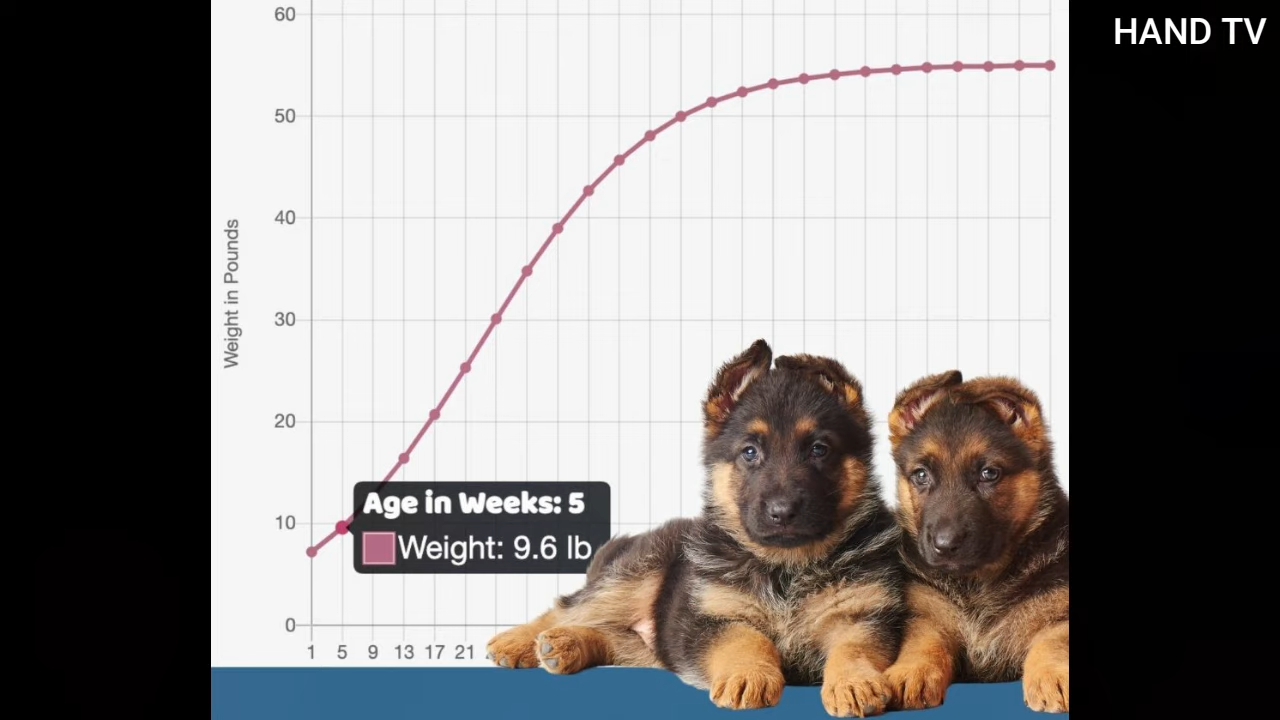 HAND TV
60
50
40
30
20
10
0
Weight in Pounds
Age in Weeks: 5
Weight: 9.6 lb
1 5 9 13 17 21